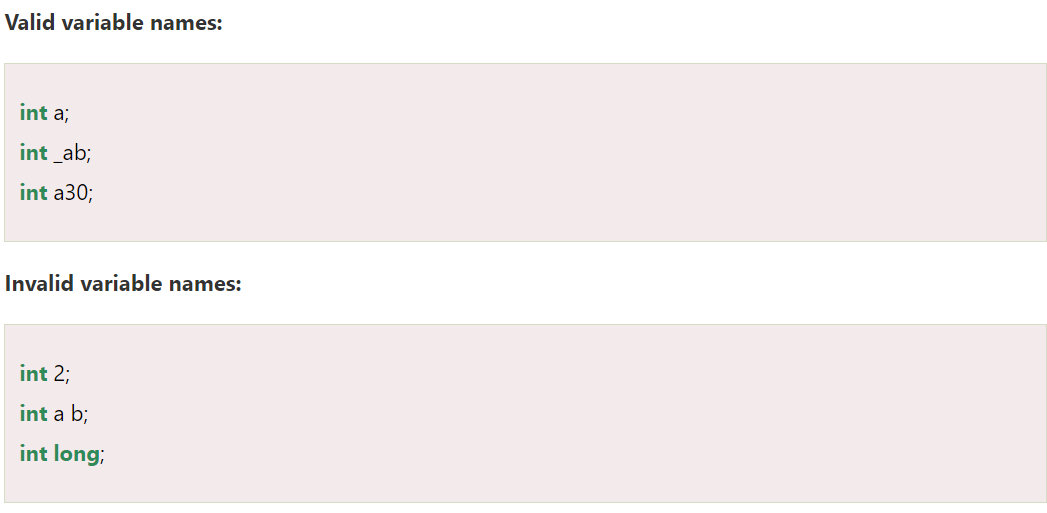 Valid variable names:
int a;
int _ab;
int a30;
Invalid variable names:
int 2;
int a b;
int long;